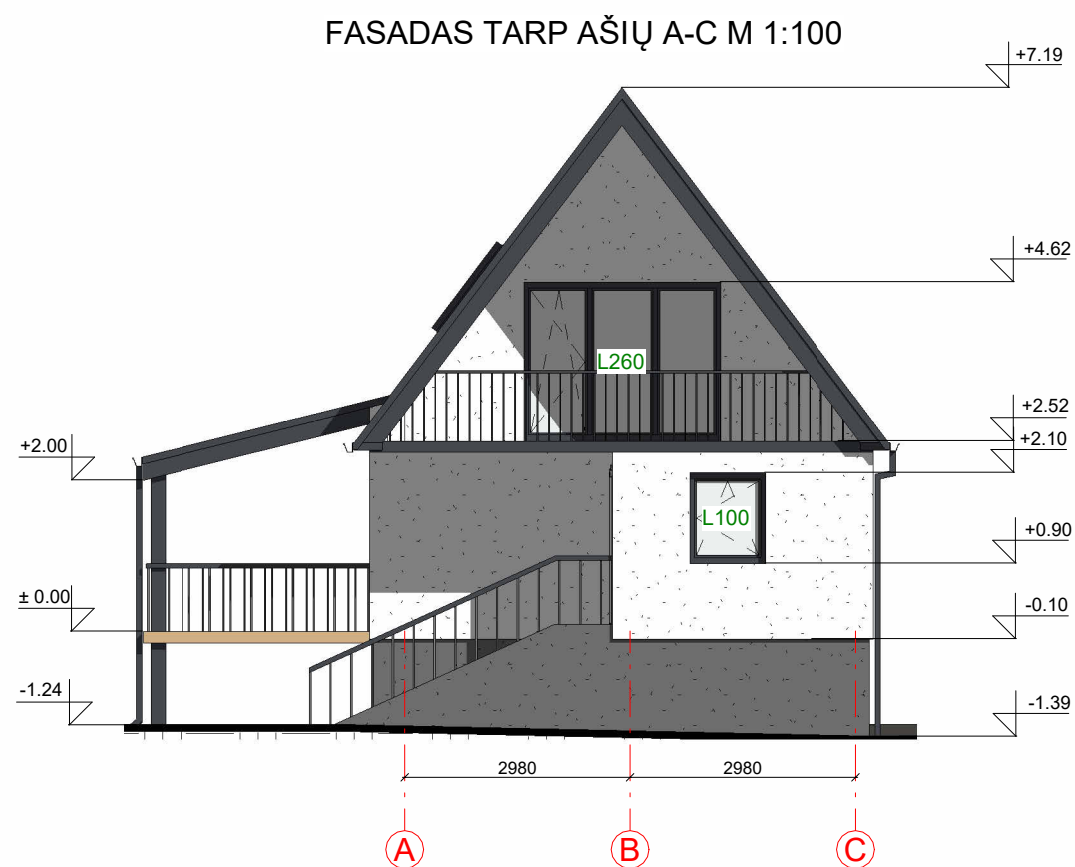 FASADAS TARP AŠIŲ A-C M 1:100
+7.19
+4.62
L260
+2.52
+2.00
+2.10
L100
+0.90
± 0.00
-0.10
-1.24
-1.39
2980
2980
A
B
C